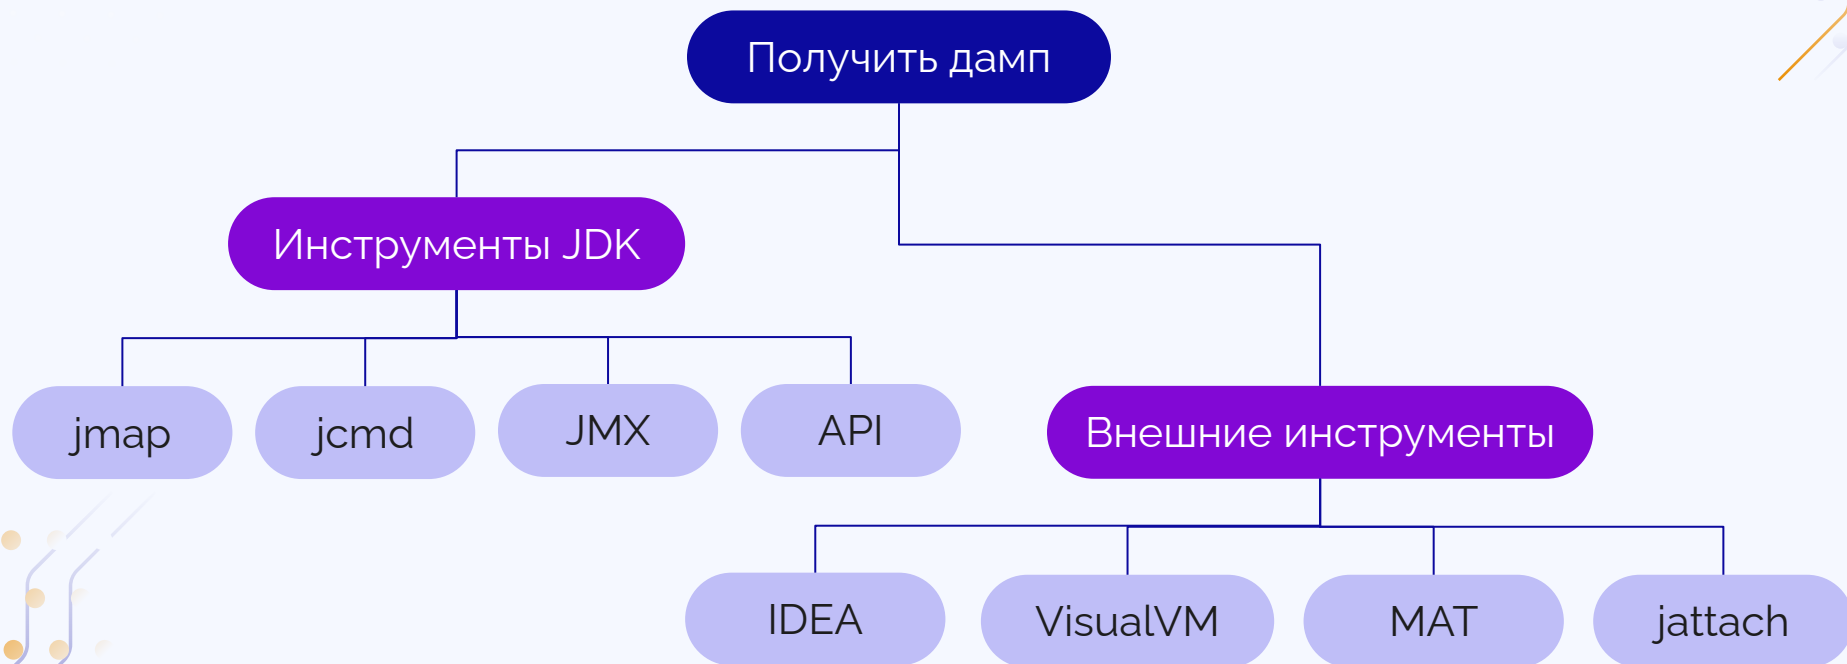 Получить дамп
Инструменты JDK
jmap
jcmd
JMX
API
Внешние инструменты
IDEA
VisualVM
MAT
jattach